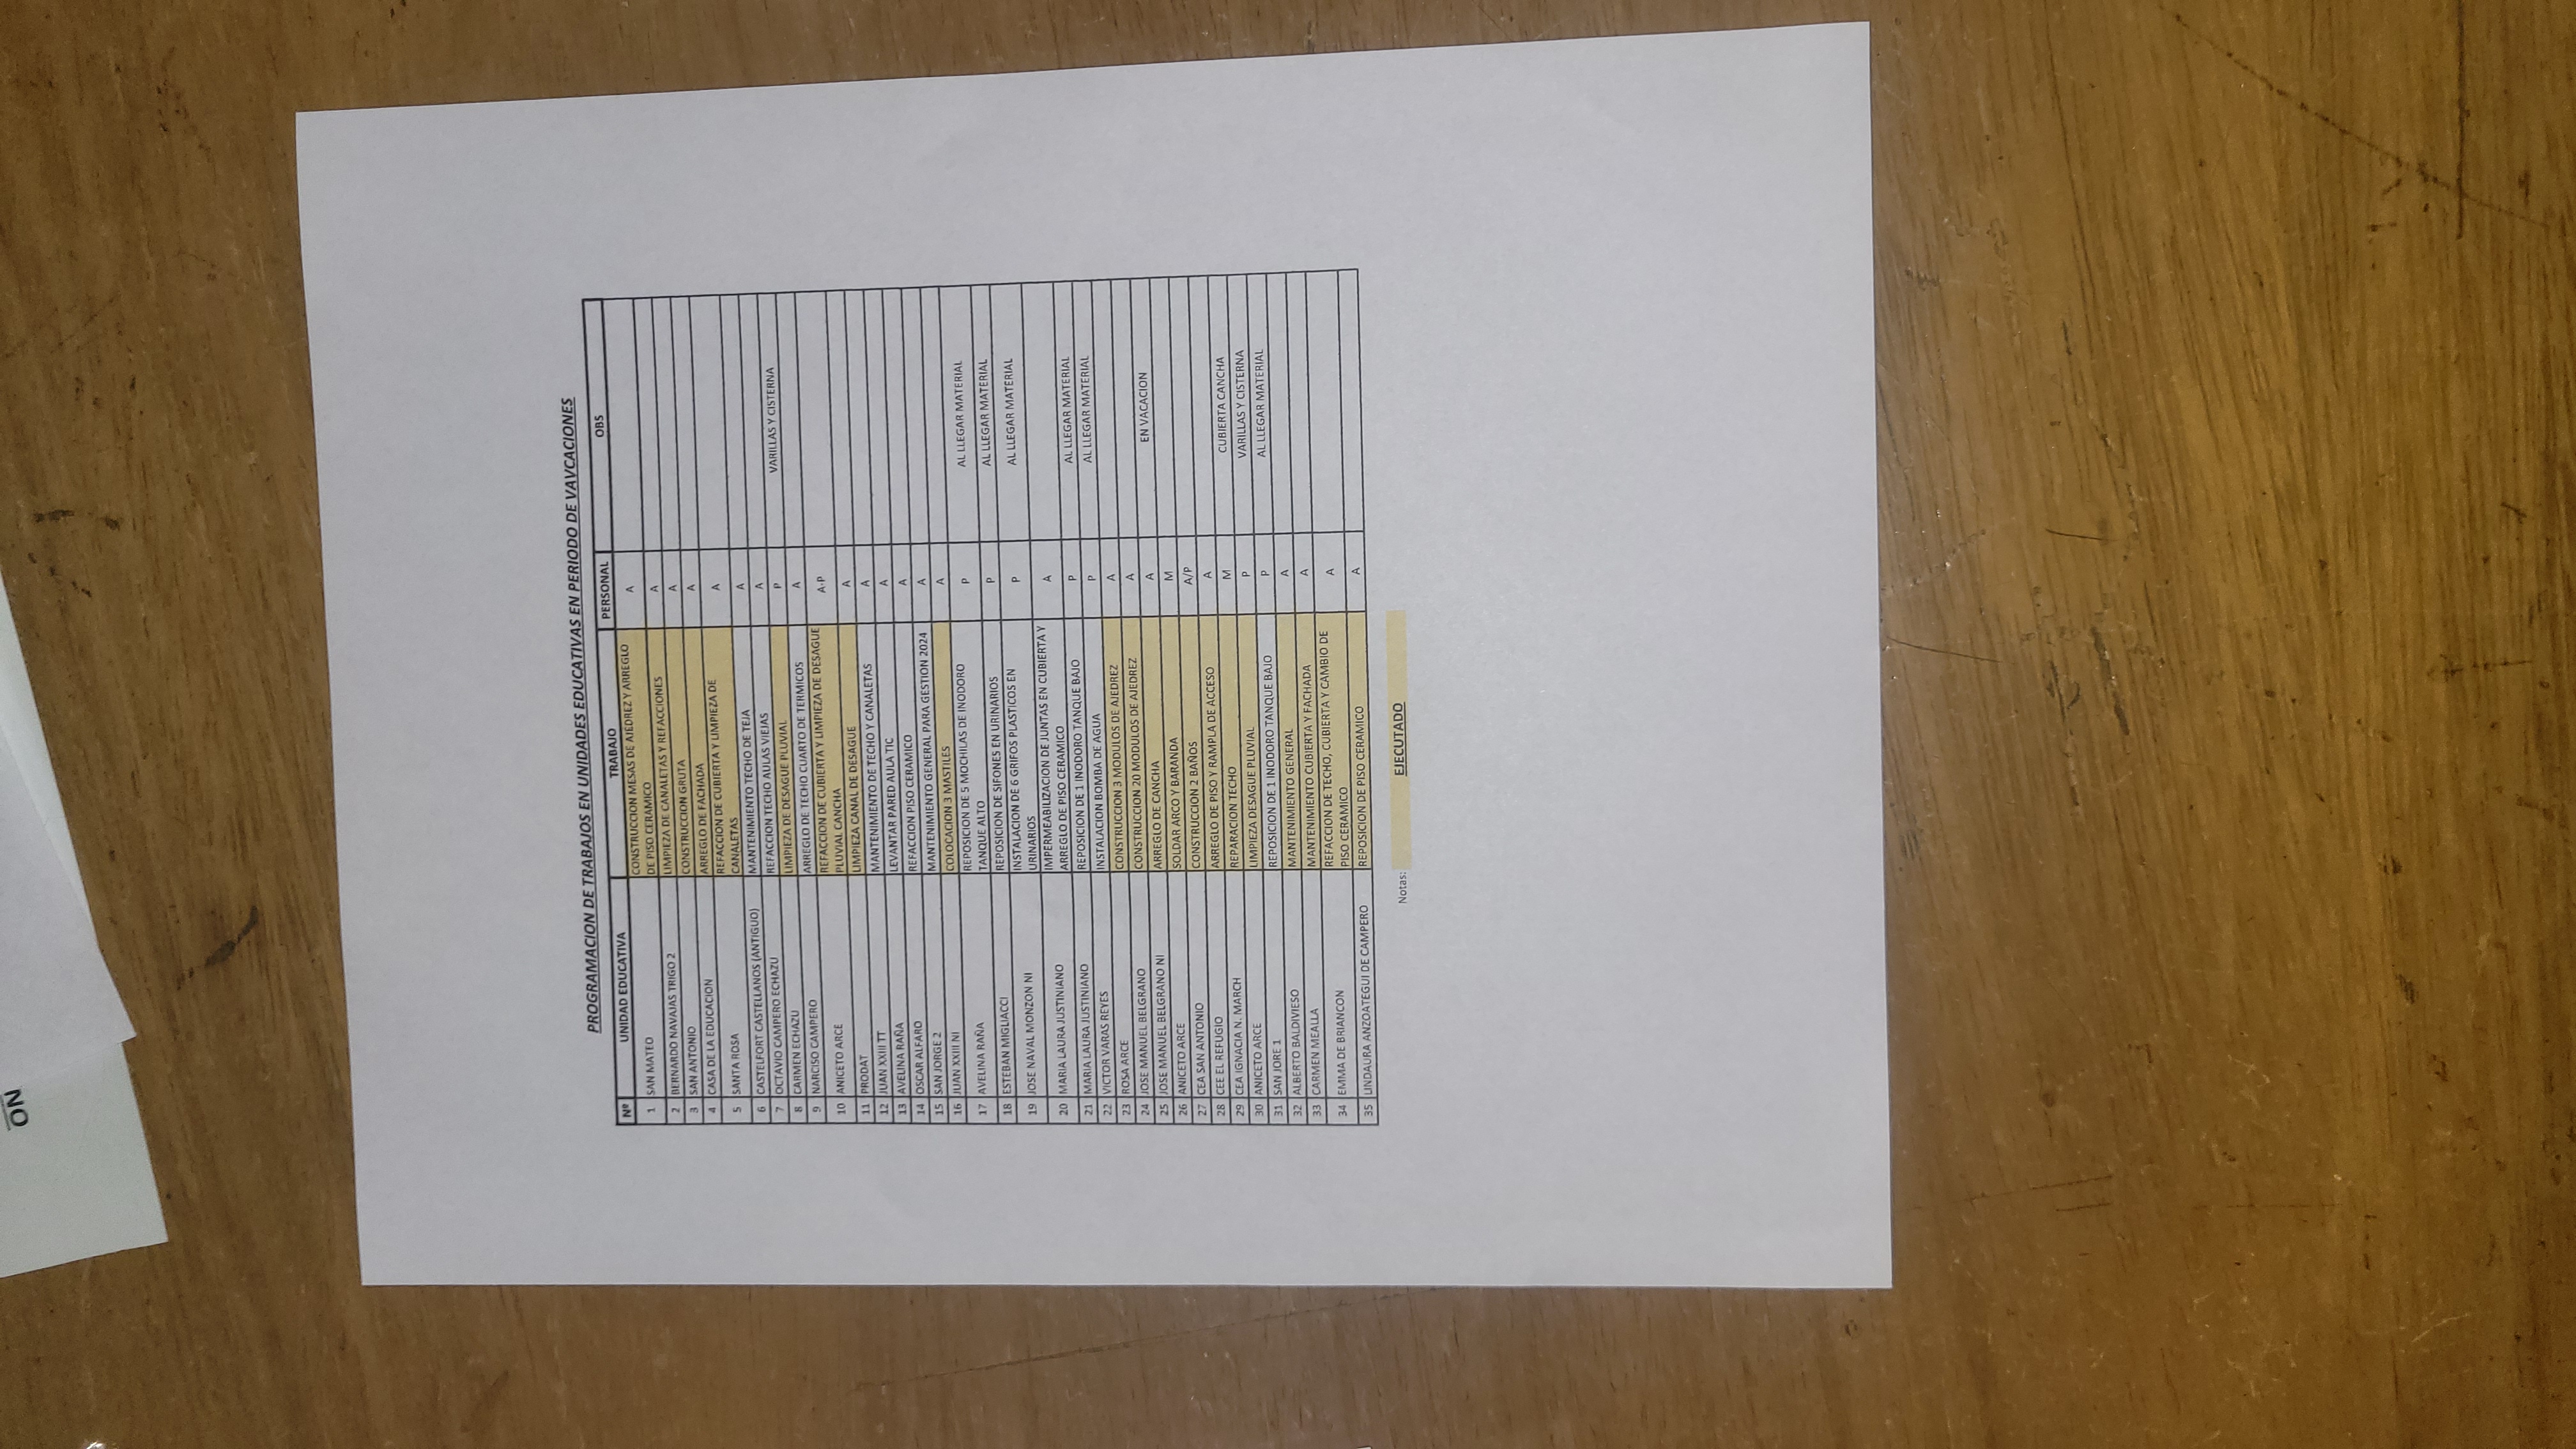 NO
PROGRAMACION DE TRABAJOS EN UNIDADES EDUCATIVAS EN PERIODO DE VAVCACIONES
Nº UNIDAD EDUCATIVA TRABAJO PERSONAL OBS
1 SAN MATEO CONSTRUCCION MESAS DE AJEDREZ Y ARREGLO A
DE PISO CERAMICO
2 BERNARDO NAVAJAS TRIGO 2 LIMPIEZA DE CANALETAS Y REFACCIONES A
3 SAN ANTONIO CONSTRUCCION GRUTA A
4 CASA DE LA EDUCACION ARREGLO DE FACHADA A
5 SANTA ROSA REFACCION DE CUBIERTA Y LIMPIEZA DE A
CANALETAS
6 CASTELFORT CASTELLANOS (ANTIGUO) MANTENIMIENTO TECHO DE TEJA A
7 OCTAVIO CAMPERO ECHAZU REFACCION TECHO AULAS VIEJAS A
8 CARMEN ECHAZU LIMPIEZA DE DESAGUE PLUVIAL P VARILLAS Y CISTERNA
9 NARCISO CAMPERO ARREGLO DE TECHO CUARTO DE TERMICOS A
10 ANICETO ARCE REFACCION DE CUBIERTA Y LIMPIEZA DE DESAGUE A-P
PLUVIAL CANCHA
11 PRODAT LIMPIEZA CANAL DE DESAGUE A
12 JUAN XXIII TT MANTENIMIENTO DE TECHO Y CANALETAS A
13 AVELINA RAÑA LEVANTAR PARED AULA TIC A
14 OSCAR ALFARO REFACCION PISO CERAMICO A
15 SAN JORGE 2 MANTENIMIENTO GENERAL PARA GESTION 2024 A
16 JUAN XXIII NI COLOCACION 3 MASTILES A
17 AVELINA RAÑA REPOSICION DE 5 MOCHILAS DE INODORO P AL LLEGAR MATERIAL
TANQUE ALTO
18 ESTEBAN MIGLIACCI REPOSICION DE SIFONES EN URINARIOS P AL LLEGAR MATERIAL
19 JOSE NAVAL MONZON NI INSTALACION DE 6 GRIFOS PLASTICOS EN P AL LLEGAR MATERIAL
URINARIOS
20 MARIA LAURA JUSTINIANO IMPERMEABILIZACION DE JUNTAS EN CUBIERTA Y A
ARREGLO DE PISO CERAMICO
21 MARIA LAURA JUSTINIANO REPOSICION DE 1 INODORO TANQUE BAJO P AL LLEGAR MATERIAL
22 VICTOR VARAS REYES INSTALACION BOMBA DE AGUA P AL LLEGAR MATERIAL
23 ROSA ARCE CONSTRUCCION 3 MODULOS DE AJEDREZ A
24 JOSE MANUEL BELGRANO CONSTRUCCION 20 MODULOS DE AJEDREZ A
25 JOSE MANUEL BELGRANO NI ARREGLO DE CANCHA A EN VACACION
26 ANICETO ARCE SOLDAR ARCO Y BARANDA M
27 CEA SAN ANTONIO CONSTRUCCION 2 BAÑOS A/P
28 CEE EL REFUGIO ARREGLO DE PISO Y RAMPLA DE ACCESO A
29 CEA IGNACIA N. MARCH REPARACION TECHO M CUBIERTA CANCHA
30 ANICETO ARCE LIMPIEZA DESAGUE PLUVIAL P VARILLAS Y CISTERNA
31 SAN JORE 1 REPOSICION DE 1 INODORO TANQUE BAJO P AL LLEGAR MATERIAL
32 ALBERTO BALDIVIESO MANTENIMIENTO GENERAL A
33 CARMEN MEALLA MANTENIMIENTO CUBIERTA Y FACHADA A
34 EMMA DE BRIANCON REFACCION DE TECHO, CUBIERTA Y CAMBIO DE A
PISO CERAMICO
35 LINDAURA ANZOATEGUI DE CAMPERO REPOSICION DE PISO CERAMICO A
Notas: EJECUTADO